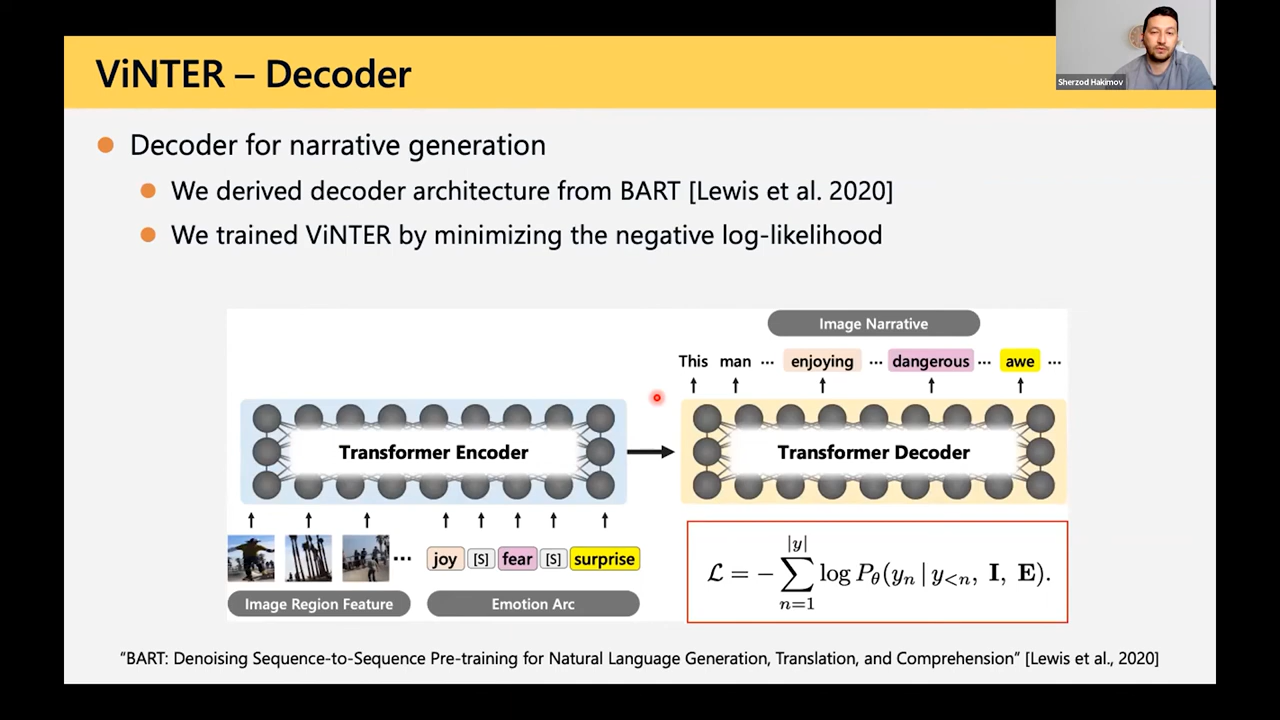 ViNTER – Decoder
Sherzod Hakimov
Decoder for narrative generation
We derived decoder architecture from BART [Lewis et al. 2020]
We trained ViNTER by minimizing the negative log-likelihood
Image Narrative
This man ... enjoying ... dangerous ... awe ...
Transformer Encoder
Transformer Decoder
... joy [S] fear [S] surprise
Image Region Feature
Emotion Arc
ℒ = − ∑_{n=1}^{|y|} log P_θ(y_n | y_{<n}, I, E).
“BART: Denoising Sequence-to-Sequence Pre-training for Natural Language Generation, Translation, and Comprehension” [Lewis et al., 2020]